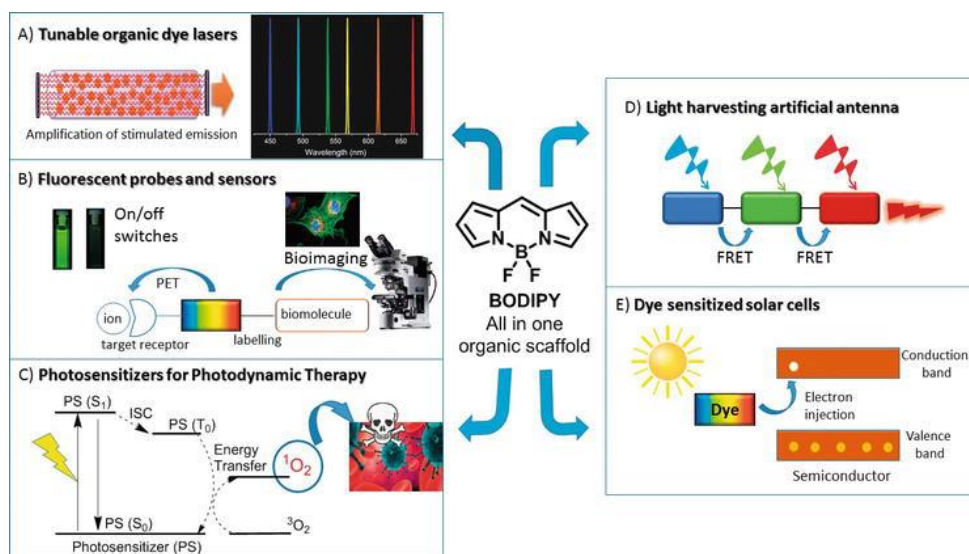 A) Tunable organic dye lasers
Amplification of stimulated emission
450 500 550 600 650
Wavelength (nm)
B) Fluorescent probes and sensors
On/off
switches
Bioimaging
PET
ion
biomolecule
target receptor
labelling
C) Photosensitizers for Photodynamic Therapy
PS (S₁)
ISC
PS (T₀)
Energy
Transfer
¹O₂
PS (S₀)
³O₂
Photosensitizer (PS)
N
N
B
F
F
BODIPY
All in one
organic scaffold
D) Light harvesting artificial antenna
FRET
FRET
E) Dye sensitized solar cells
Conduction
band
Dye
Electron
injection
Valence
band
Semiconductor